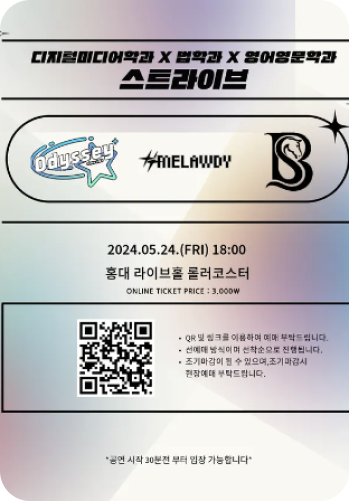 디지털미디어학과 X 법학과 X 영어영문학과
스트라이브
Odyssey
MELAWDY
BS
2024.05.24.(FRI) 18:00
홍대 라이브홀 롤러코스터
ONLINE TICKET PRICE : 3,000₩
• QR 및 링크를 이용하여 예매 부탁드립니다.
• 선예매 방식이며 선착순으로 진행됩니다.
• 조기마감이 될 수 있으며,조기마감시
현장예매 부탁드립니다.
"공연 시작 30분전 부터 입장 가능합니다"